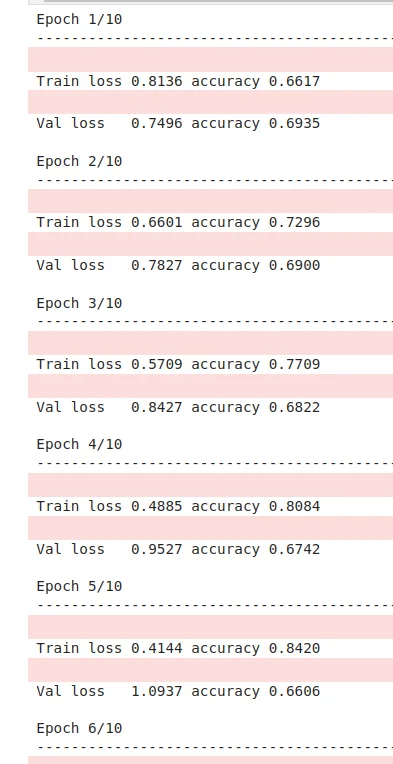 Epoch 1/10
------------------------------------------
Train loss 0.8136 accuracy 0.6617
Val loss   0.7496 accuracy 0.6935
Epoch 2/10
------------------------------------------
Train loss 0.6601 accuracy 0.7296
Val loss   0.7827 accuracy 0.6900
Epoch 3/10
------------------------------------------
Train loss 0.5709 accuracy 0.7709
Val loss   0.8427 accuracy 0.6822
Epoch 4/10
------------------------------------------
Train loss 0.4885 accuracy 0.8084
Val loss   0.9527 accuracy 0.6742
Epoch 5/10
------------------------------------------
Train loss 0.4144 accuracy 0.8420
Val loss   1.0937 accuracy 0.6606
Epoch 6/10
------------------------------------------